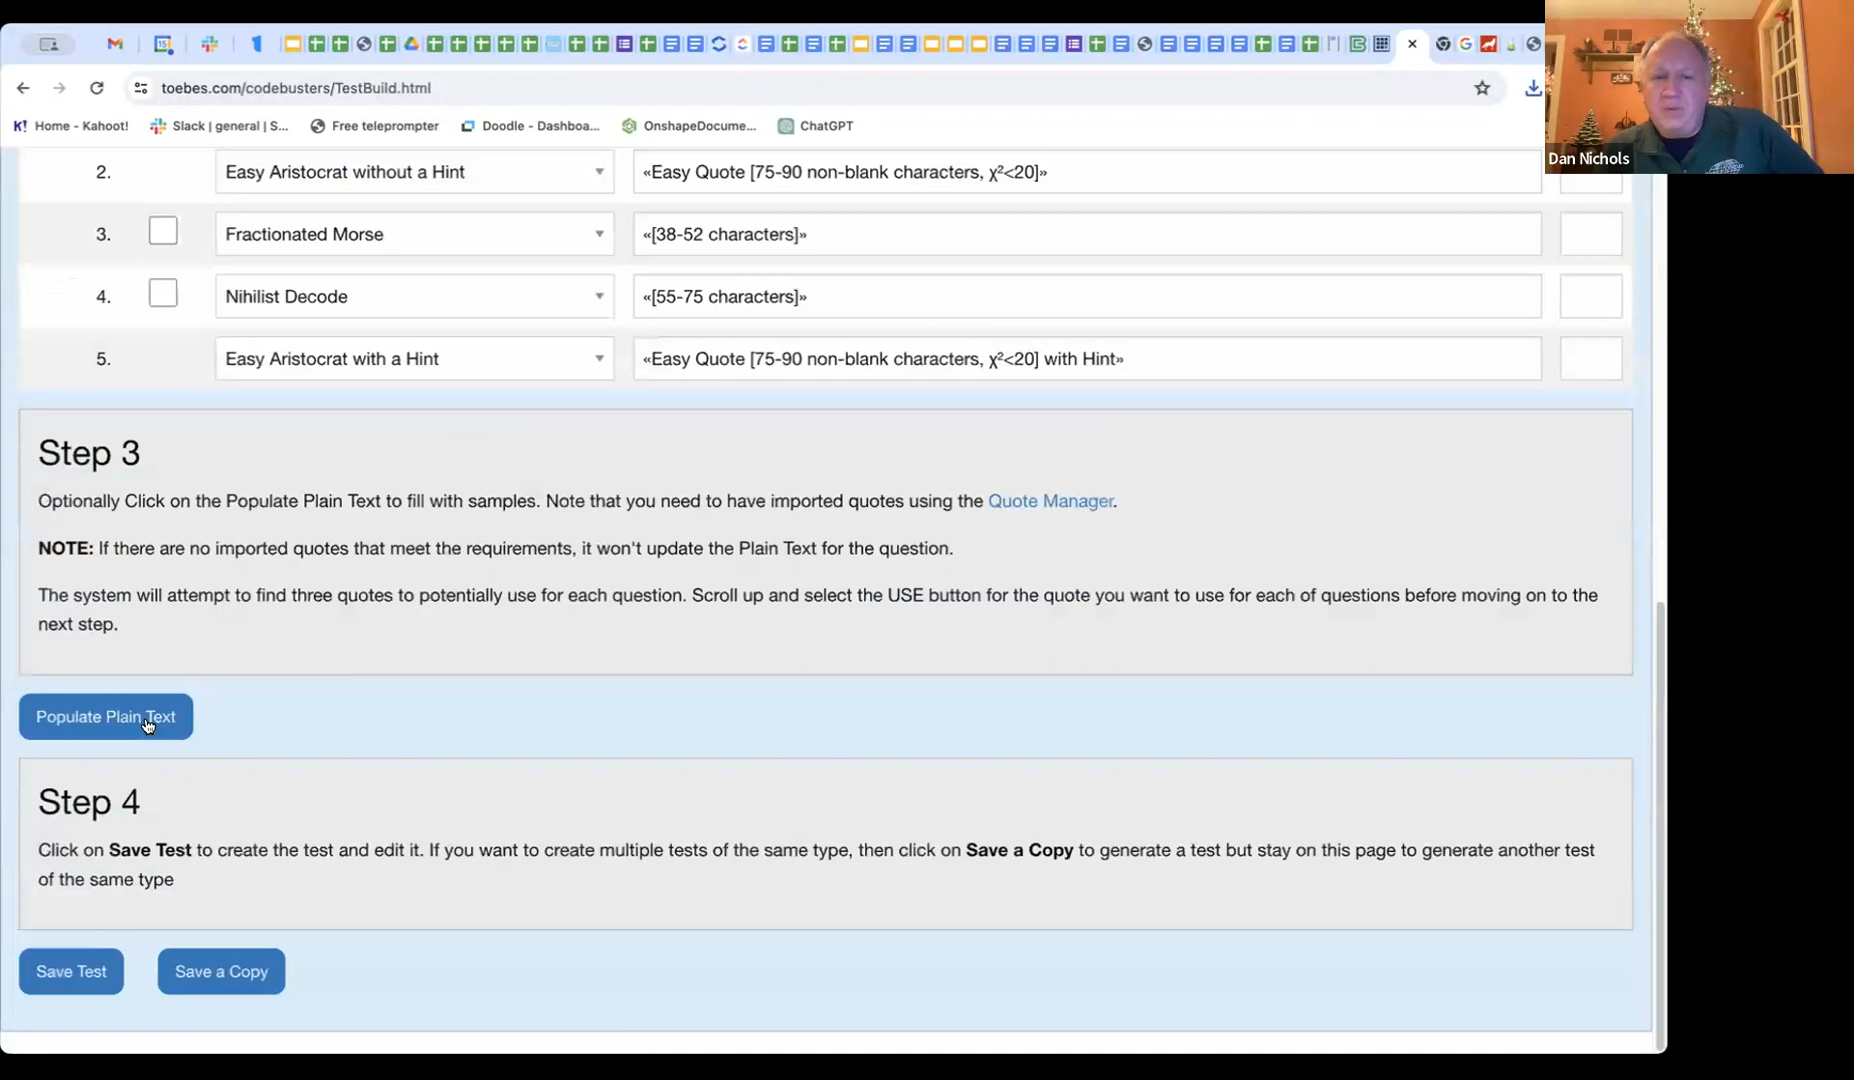 15
toebes.com/codebusters/TestBuild.html
K! Home - Kahoot!
Slack | general | S...
Free teleprompter
Doodle - Dashboa...
OnshapeDocume...
ChatGPT
Dan Nichols
2. Easy Aristocrat without a Hint «Easy Quote [75-90 non-blank characters, χ²<20]»
3. Fractionated Morse «[38-52 characters]»
4. Nihilist Decode «[55-75 characters]»
5. Easy Aristocrat with a Hint «Easy Quote [75-90 non-blank characters, χ²<20] with Hint»
Step 3
Optionally Click on the Populate Plain Text to fill with samples. Note that you need to have imported quotes using the Quote Manager.
NOTE: If there are no imported quotes that meet the requirements, it won't update the Plain Text for the question.
The system will attempt to find three quotes to potentially use for each question. Scroll up and select the USE button for the quote you want to use for each of questions before moving on to the
next step.
Populate Plain Text
Step 4
Click on Save Test to create the test and edit it. If you want to create multiple tests of the same type, then click on Save a Copy to generate a test but stay on this page to generate another test
of the same type
Save Test
Save a Copy